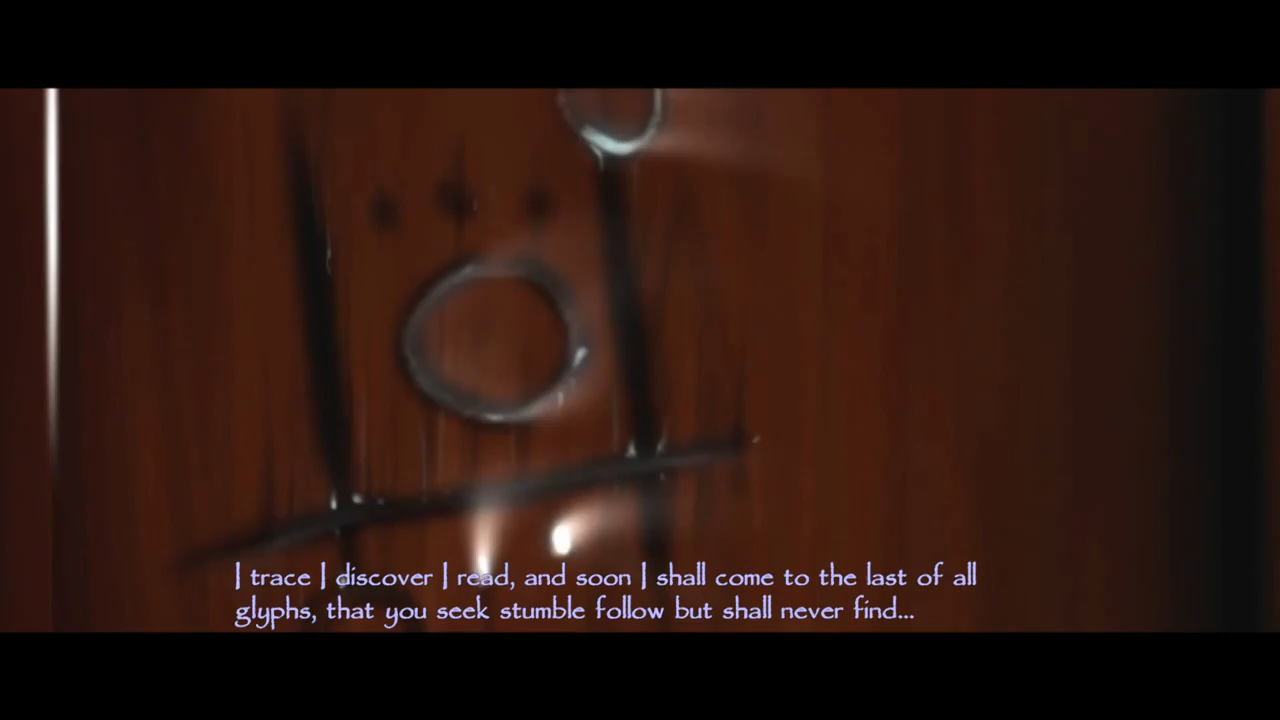 I trace I discover I read, and soon I shall come to the last of all
glyphs, that you seek stumble follow but shall never find...